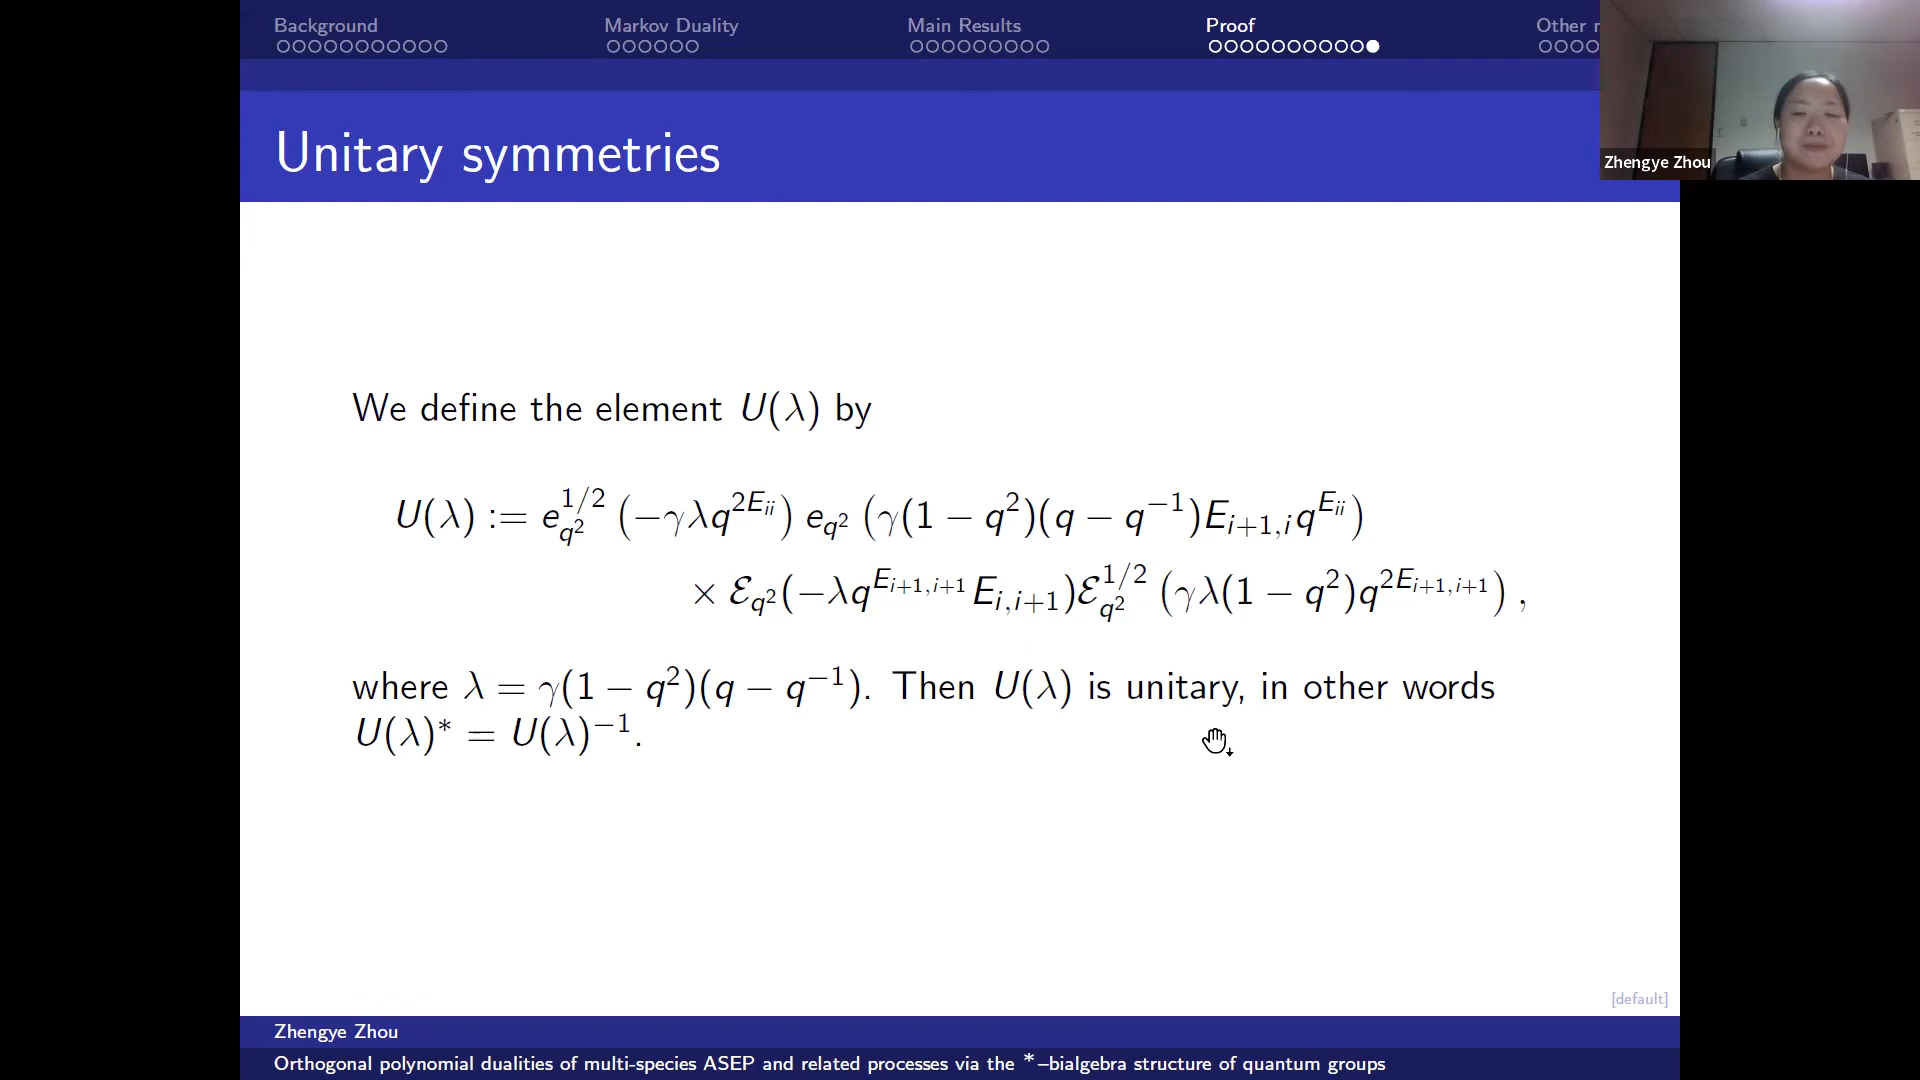 Background Markov Duality Main Results Proof Other r
Zhengye Zhou
Unitary symmetries
We define the element U(λ) by
U(λ) := e_{q^2}^{1/2} (−γλq^{2E_{ii}}) e_{q^2} (γ(1 − q^2)(q − q^{−1})E_{i+1,i}q^{E_{ii}})
× ℰ_{q^2}(−λq^{E_{i+1,i+1}}E_{i,i+1})ℰ_{q^2}^{1/2} (γλ(1 − q^2)q^{2E_{i+1,i+1}}) ,
where λ = γ(1 − q^2)(q − q^{−1}). Then U(λ) is unitary, in other words
U(λ)^* = U(λ)^{−1}.
[default]
Zhengye Zhou
Orthogonal polynomial dualities of multi-species ASEP and related processes via the *–bialgebra structure of quantum groups